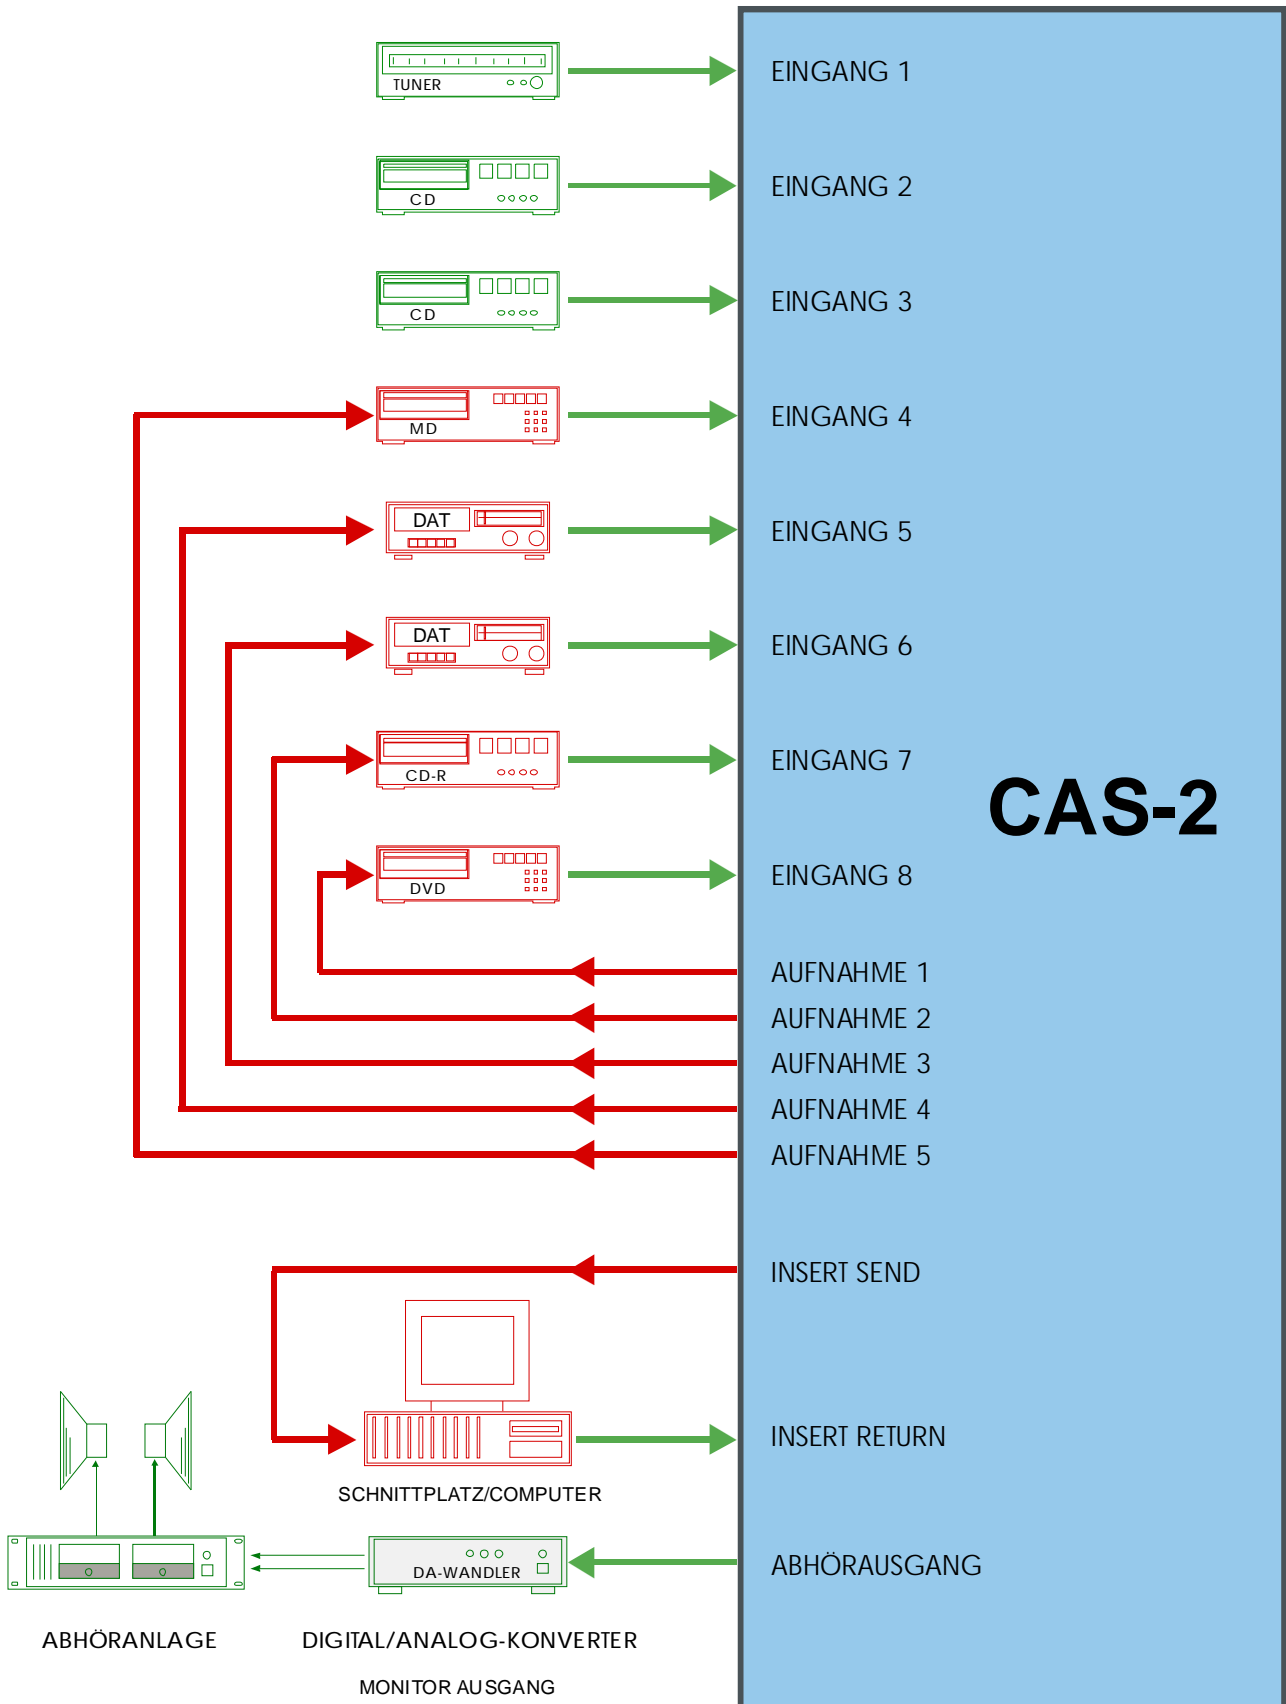 TUNER
EINGANG 1
CD
EINGANG 2
CD
EINGANG 3
MD
EINGANG 4
DAT
EINGANG 5
DAT
EINGANG 6
CD-R
EINGANG 7
CAS-2
DVD
EINGANG 8
AUFNAHME 1
AUFNAHME 2
AUFNAHME 3
AUFNAHME 4
AUFNAHME 5
INSERT SEND
INSERT RETURN
SCHNITTPLATZ/COMPUTER
DA-WANDLER
ABHÖRAUSGANG
ABHÖRANLAGE
DIGITAL/ANALOG-KONVERTER
MONITOR AUSGANG